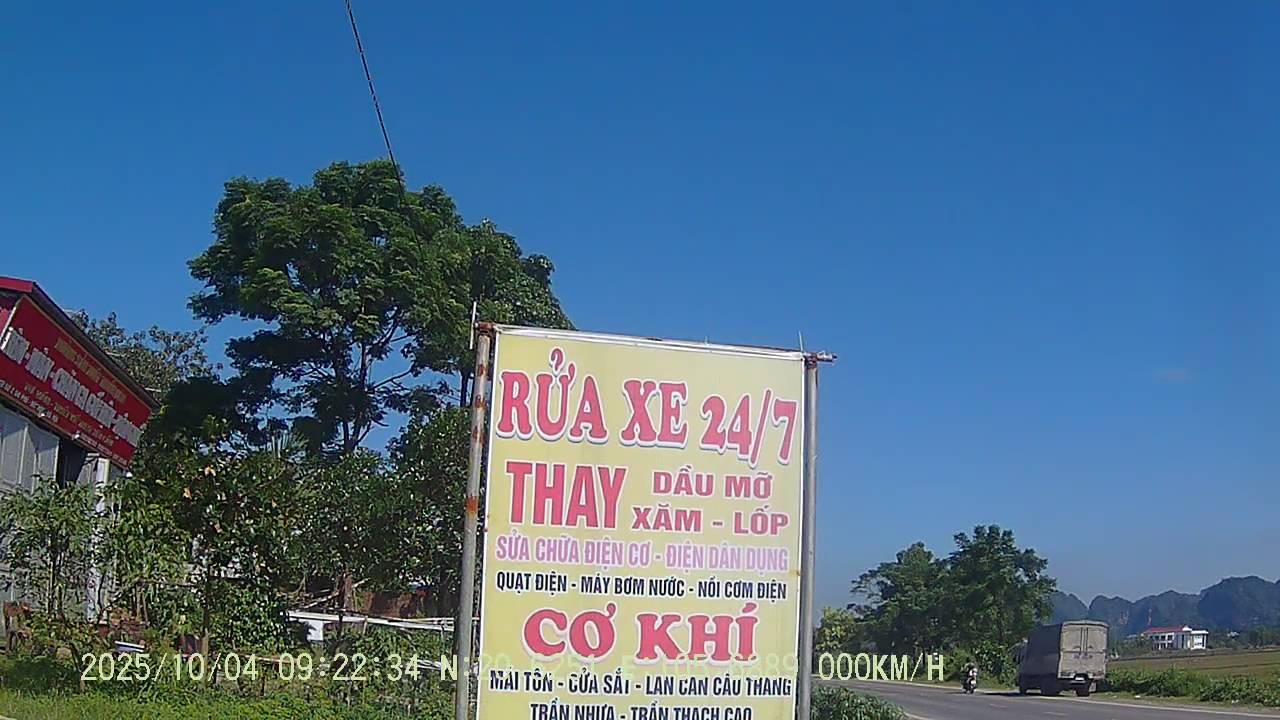 RỬA XE 24/7
THAY DẦU MỠ
XĂM - LỐP
SỬA CHỮA ĐIỆN CƠ - ĐIỆN DÂN DỤNG
QUẠT ĐIỆN - MÁY BƠM NƯỚC - NỒI CƠM ĐIỆN
CƠ KHÍ
MÁI TÔN - CỬA SẮT - LAN CAN CẦU THANG
TRẦN NHỰA - TRẦN THẠCH CAO
2025/10/04 09:22:34 000KM/H